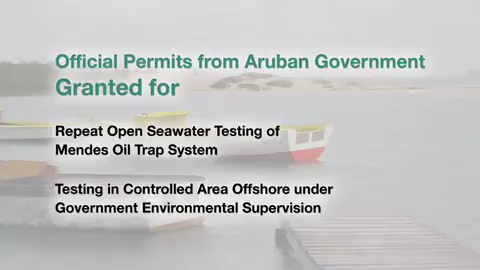 Official Permits from Aruban Government
Granted for
Repeat Open Seawater Testing of
Mendes Oil Trap System
Testing in Controlled Area Offshore under
Government Environmental Supervision